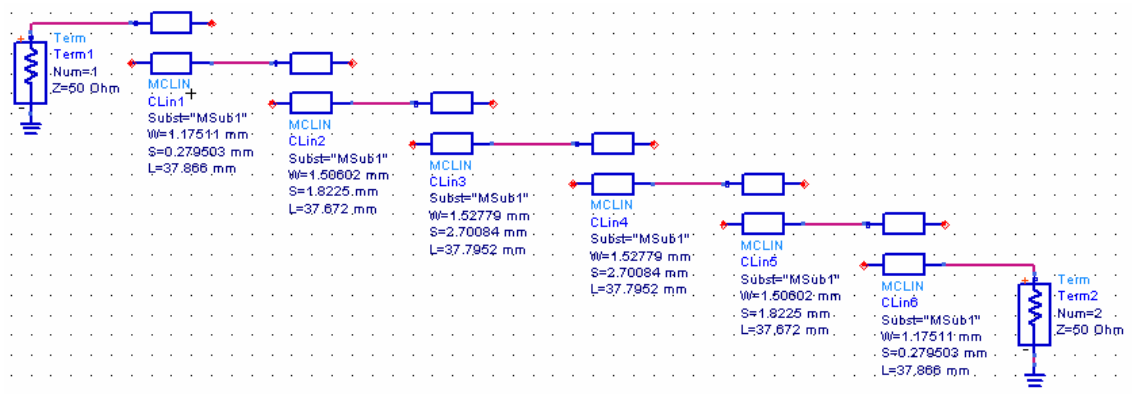 Term
Term1
Num=1
Z=50 Ohm
MCLIN
CLin1
Subst="MSub1"
W=1.17511 mm
S=0.279503 mm
L=37.866 mm
MCLIN
CLin2
Subst="MSub1"
W=1.50602 mm
S=1.8225 mm
L=37.672 mm
MCLIN
CLin3
Subst="MSub1"
W=1.52779 mm
S=2.70084 mm
L=37.7952 mm
MCLIN
CLin4
Subst="MSub1"
W=1.52779 mm
S=2.70084 mm
L=37.7952 mm
MCLIN
CLin5
Subst="MSub1"
W=1.50602 mm
S=1.8225 mm
L=37.672 mm
MCLIN
CLin6
Subst="MSub1"
W=1.17511 mm
S=0.279503 mm
L=37.866 mm
Term
Term2
Num=2
Z=50 Ohm